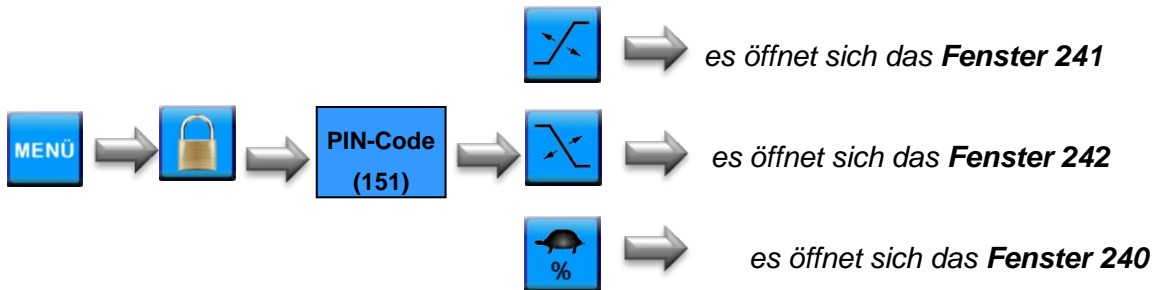 es öffnet sich das Fenster 241
MENÜ
PIN-Code
(151)
es öffnet sich das Fenster 242
%
es öffnet sich das Fenster 240